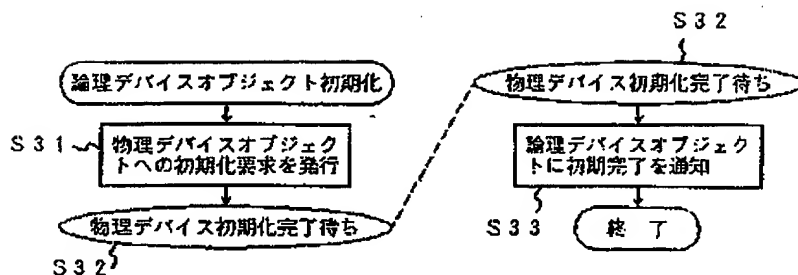 論理デバイスオブジェクト初期化
S31
物理デバイスオブジェク
トへの初期化要求を発行
物理デバイス初期化完了待ち
S32
S32
物理デバイス初期化完了待ち
論理デバイスオブジェク
トに初期完了を通知
S33
終了